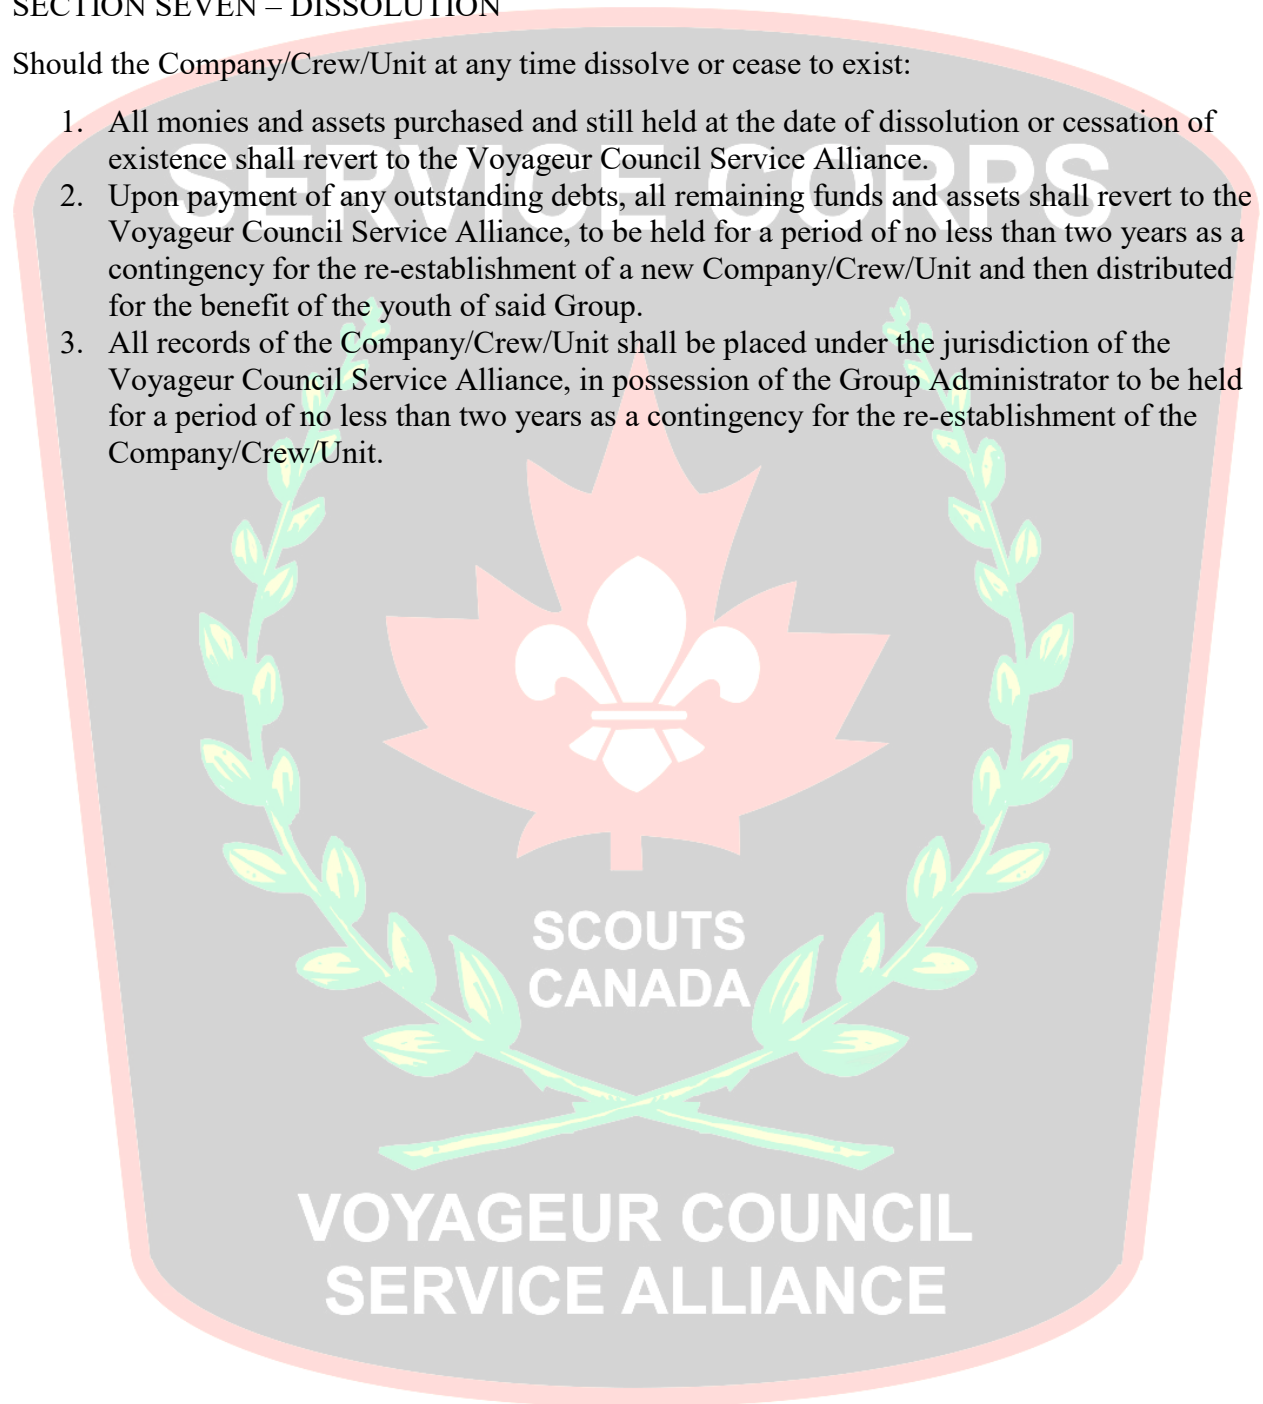 SECTION SEVEN – DISSOLUTION
Should the Company/Crew/Unit at any time dissolve or cease to exist:
1. All monies and assets purchased and still held at the date of dissolution or cessation of
existence shall revert to the Voyageur Council Service Alliance.
SERVICE CORPS
2. Upon payment of any outstanding debts, all remaining funds and assets shall revert to the
Voyageur Council Service Alliance, to be held for a period of no less than two years as a
contingency for the re-establishment of a new Company/Crew/Unit and then distributed
for the benefit of the youth of said Group.
3. All records of the Company/Crew/Unit shall be placed under the jurisdiction of the
Voyageur Council Service Alliance, in possession of the Group Administrator to be held
for a period of no less than two years as a contingency for the re-establishment of the
Company/Crew/Unit.
SCOUTS
CANADA
VOYAGEUR COUNCIL
SERVICE ALLIANCE